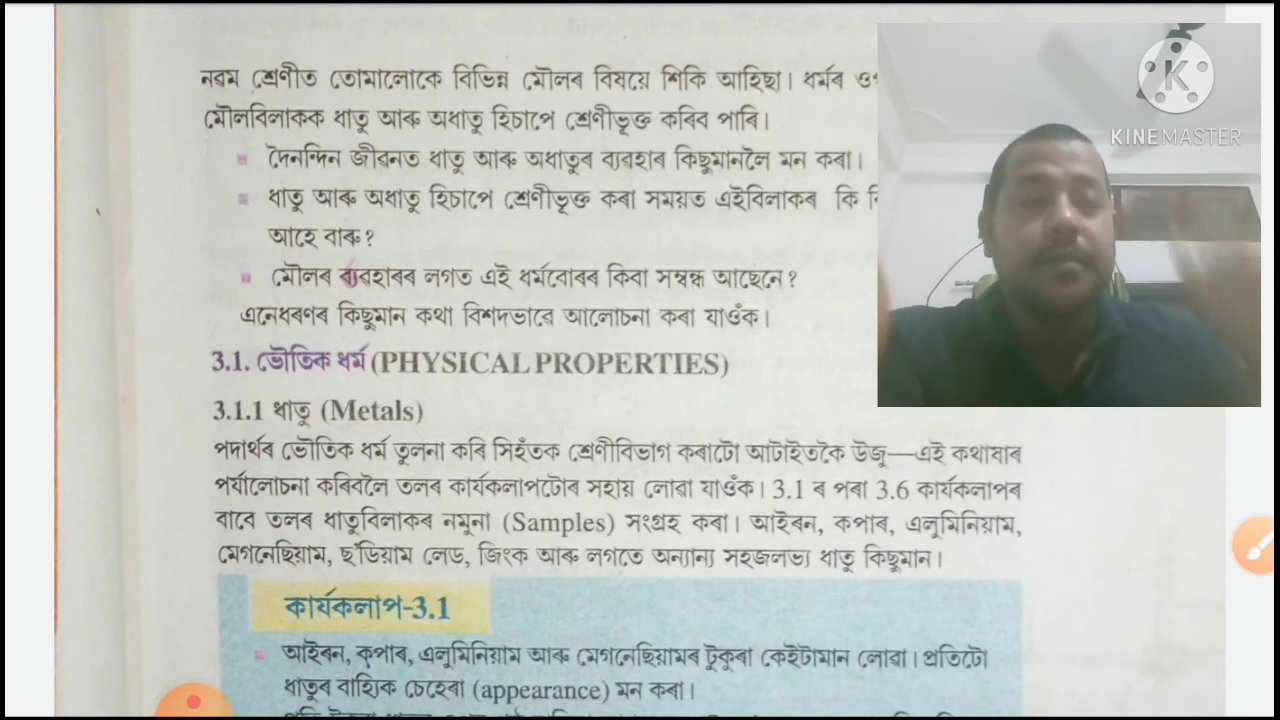 নৱম শ্ৰেণীত তোমালোকে বিভিন্ন মৌলৰ বিষয়ে শিকি আহিছা। ধৰ্মৰ
মৌলবিলাকক ধাতু আৰু অধাতু হিচাপে শ্ৰেণীভূক্ত কৰিব পাৰি।
দৈনন্দিন জীৱনত ধাতু আৰু অধাতুৰ ব্যৱহাৰ কিছুমানলৈ মন কৰা।
ধাতু আৰু অধাতু হিচাপে শ্ৰেণীভূক্ত কৰা সময়ত এইবিলাকৰ কি
আহে বাৰু?
মৌলৰ ব্যৱহাৰৰ লগত এই ধৰ্মবোৰৰ কিবা সম্বন্ধ আছেনে?
এনেধৰণৰ কিছুমান কথা বিশদভাৱে আলোচনা কৰা যাওঁক।
3.1. ভৌতিক ধৰ্ম (PHYSICAL PROPERTIES)
3.1.1 ধাতু (Metals)
পদাৰ্থৰ ভৌতিক ধৰ্ম তুলনা কৰি সিহঁতক শ্ৰেণীবিভাগ কৰাটো আটাইতকৈ উজু—এই কথাষাৰ
পৰ্যালোচনা কৰিবলৈ তলৰ কাৰ্যকলাপটোৰ সহায় লোৱা যাওঁক। 3.1 ৰ পৰা 3.6 কাৰ্যকলাপৰ
বাবে তলৰ ধাতুবিলাকৰ নমুনা (Samples) সংগ্ৰহ কৰা। আইৰন, কপাৰ, এলুমিনিয়াম,
মেগনেছিয়াম, ছ'ডিয়াম লেড, জিংক আৰু লগতে অন্যান্য সহজলভ্য ধাতু কিছুমান।
কাৰ্যকলাপ-3.1
আইৰন, কপাৰ, এলুমিনিয়াম আৰু মেগনেছিয়ামৰ টুকুৰা কেইটামান লোৱা। প্ৰতিটো
ধাতুৰ বাহ্যিক চেহেৰা (appearance) মন কৰা।
KINEMASTER